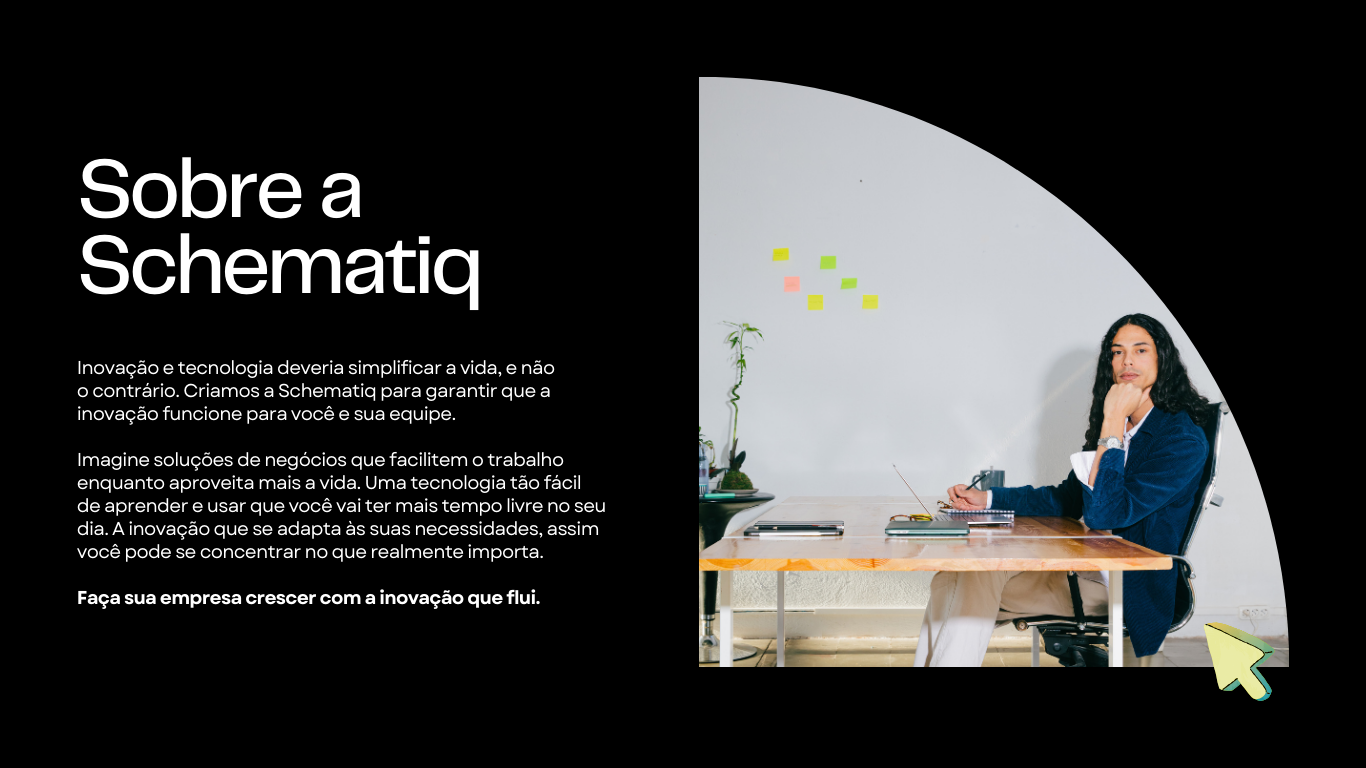 Sobre a
Schematiq
Inovação e tecnologia deveria simplificar a vida, e não
o contrário. Criamos a Schematiq para garantir que a
inovação funcione para você e sua equipe.
Imagine soluções de negócios que facilitem o trabalho
enquanto aproveita mais a vida. Uma tecnologia tão fácil
de aprender e usar que você vai ter mais tempo livre no seu
dia. A inovação que se adapta às suas necessidades, assim
você pode se concentrar no que realmente importa.
Faça sua empresa crescer com a inovação que flui.